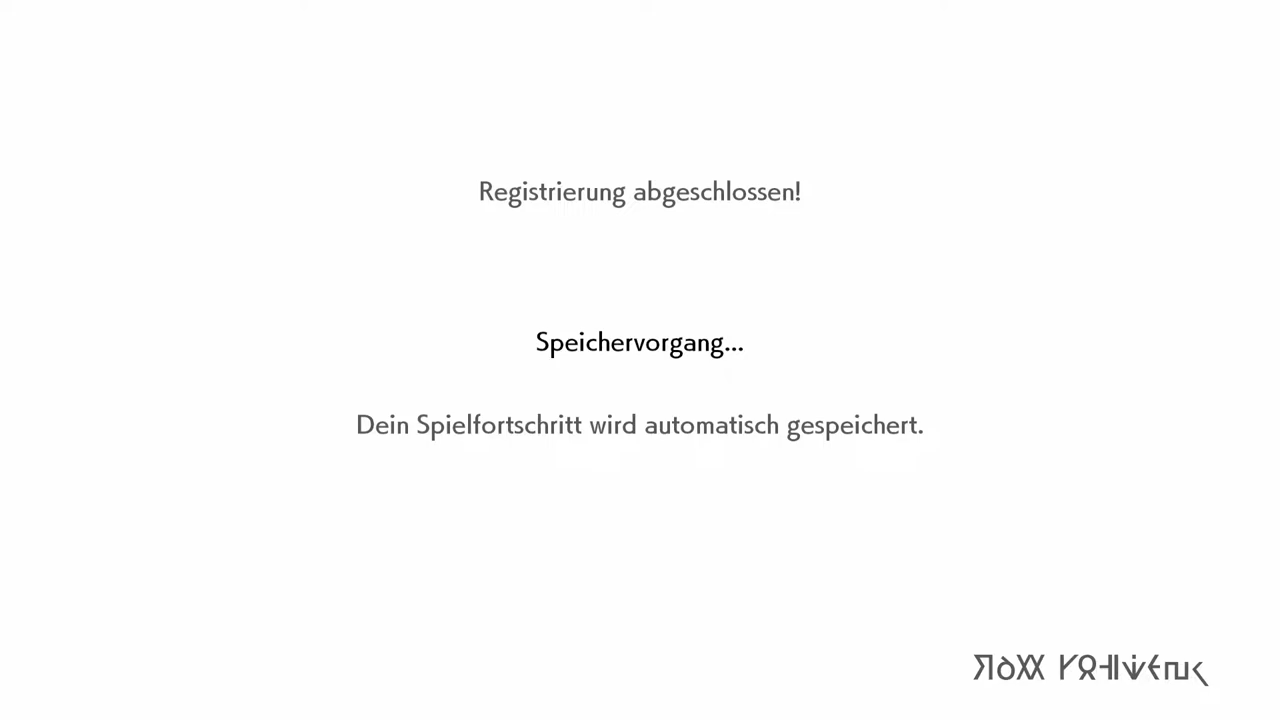 Registrierung abgeschlossen!
Speichervorgang...
Dein Spielfortschritt wird automatisch gespeichert.